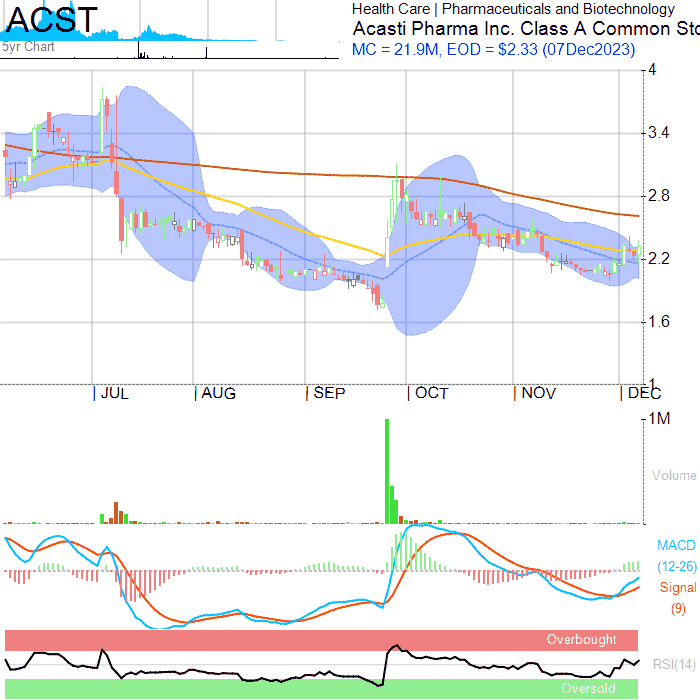 ACST
5yr Chart
Health Care | Pharmaceuticals and Biotechnology
Acasti Pharma Inc. Class A Common Sto
MC = 21.9M, EOD = $2.33 (07Dec2023)
4
3.4
2.8
2.2
1.6
1
JUL AUG SEP OCT NOV DEC
1M
Volume
MACD
(12-26)
Signal
(9)
Overbought
RSI(14)
Oversold